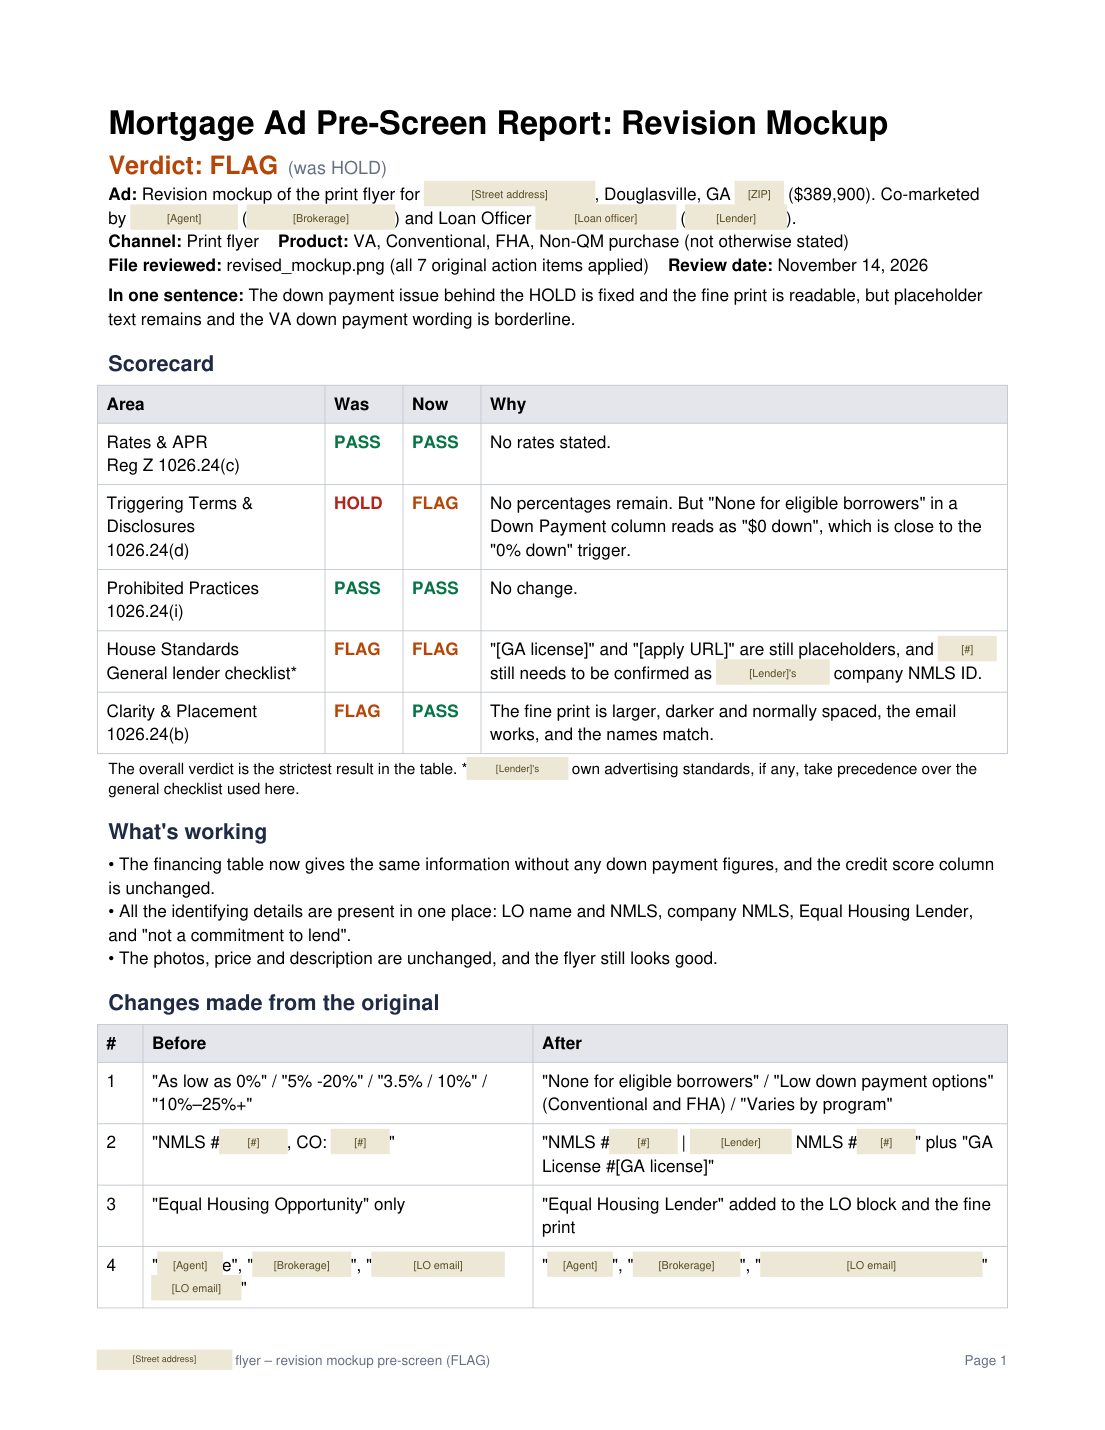 Mortgage Ad Pre-Screen Report: Revision Mockup
Verdict: FLAG (was HOLD)
Ad: Revision mockup of the print flyer for [Street address], Douglasville, GA [ZIP] ($389,900). Co-marketed
by [Agent] ([Brokerage]) and Loan Officer [Loan officer] ([Lender]).
Channel: Print flyer Product: VA, Conventional, FHA, Non-QM purchase (not otherwise stated)
File reviewed: revised_mockup.png (all 7 original action items applied) Review date: November 14, 2026
In one sentence: The down payment issue behind the HOLD is fixed and the fine print is readable, but placeholder
text remains and the VA down payment wording is borderline.
Scorecard
Area Was Now Why
Rates & APR PASS PASS No rates stated.
Reg Z 1026.24(c)
Triggering Terms & HOLD FLAG No percentages remain. But "None for eligible borrowers" in a
Disclosures Down Payment column reads as "$0 down", which is close to the
1026.24(d) "0% down" trigger.
Prohibited Practices PASS PASS No change.
1026.24(i)
House Standards FLAG FLAG "[GA license]" and "[apply URL]" are still placeholders, and [#]
General lender checklist* still needs to be confirmed as [Lender]'s company NMLS ID.
Clarity & Placement FLAG PASS The fine print is larger, darker and normally spaced, the email
1026.24(b) works, and the names match.
The overall verdict is the strictest result in the table. *[Lender]'s own advertising standards, if any, take precedence over the
general checklist used here.
What's working
• The financing table now gives the same information without any down payment figures, and the credit score column
is unchanged.
• All the identifying details are present in one place: LO name and NMLS, company NMLS, Equal Housing Lender,
and "not a commitment to lend".
• The photos, price and description are unchanged, and the flyer still looks good.
Changes made from the original
# Before After
1 "As low as 0%" / "5% -20%" / "3.5% / 10%" / "None for eligible borrowers" / "Low down payment options"
"10%–25%+" (Conventional and FHA) / "Varies by program"
2 "NMLS #[#], CO: [#]" "NMLS #[#] | [Lender] NMLS #[#]" plus "GA
License #[GA license]"
3 "Equal Housing Opportunity" only "Equal Housing Lender" added to the LO block and the fine
print
4 "[Agent]e", "[Brokerage]", "[LO email] "[Agent]", "[Brokerage]", "[LO email]"
[LO email]"
[Street address] flyer – revision mockup pre-screen (FLAG) Page 1